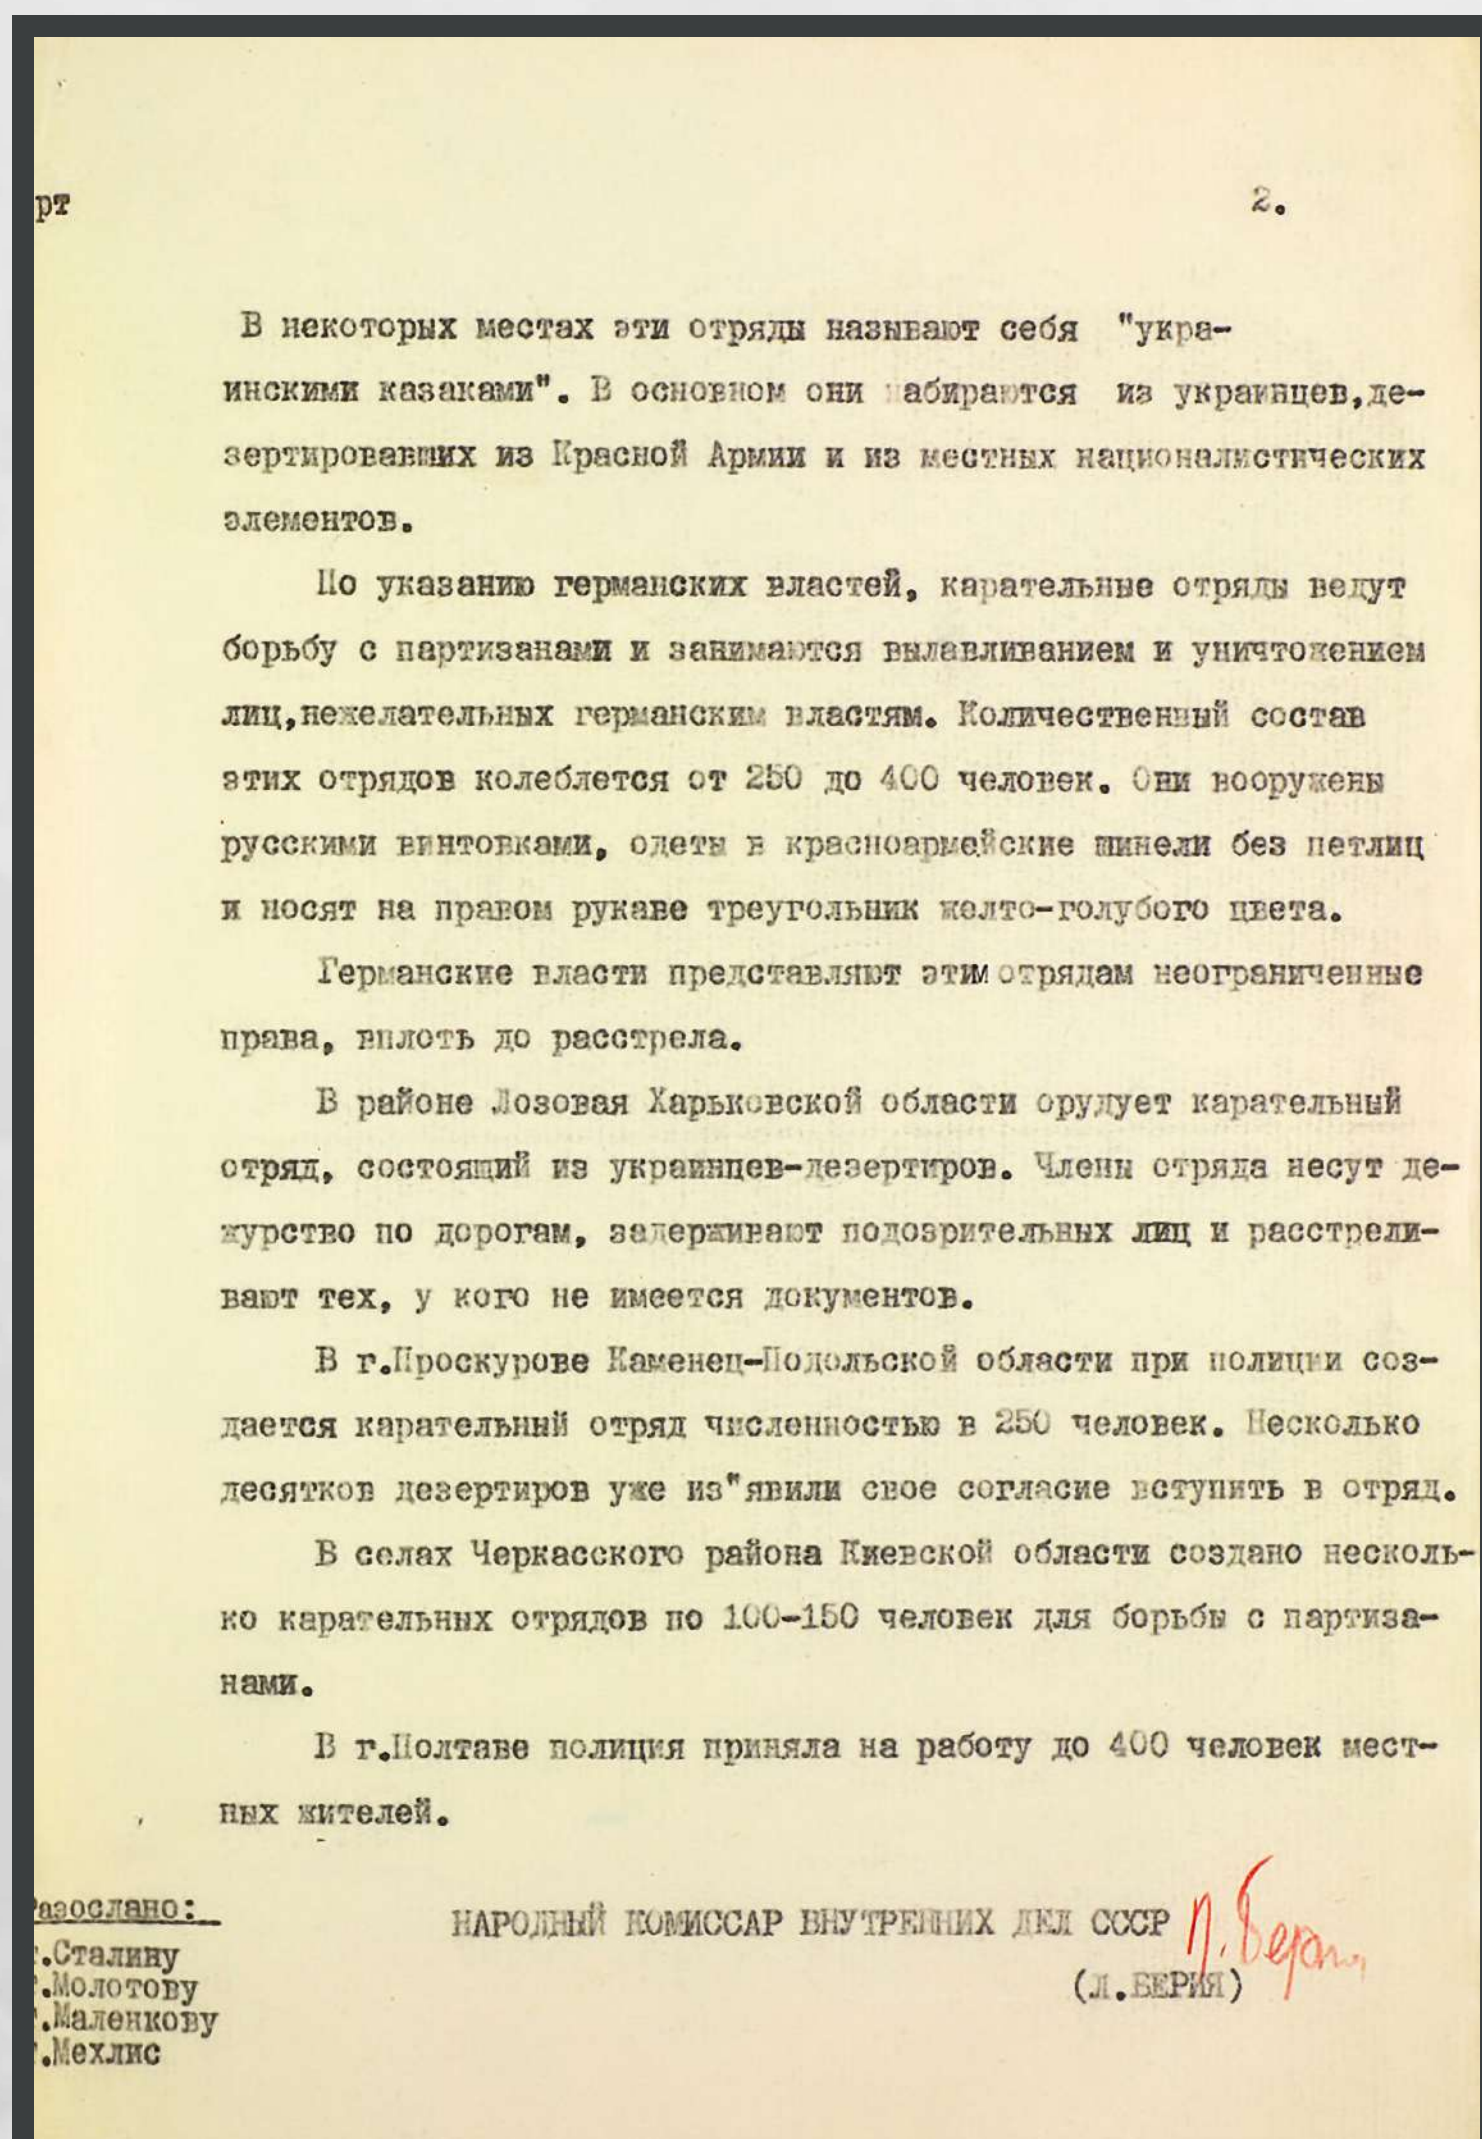 рт
2.
В некоторых местах эти отряды называют себя "укра-
инскими казаками". В основном они набираются из украинцев,де-
зертировавших из Красной Армии и из местных националистических
элементов.
По указанию германских властей, карательные отряды ведут
борьбу с партизанами и занимаются вылавливанием и уничтожением
лиц,нежелательных германским властям. Количественный состав
этих отрядов колеблется от 250 до 400 человек. Они вооружены
русскими винтовками, одеты в красноармейские шинели без петлиц
и носят на правом рукаве треугольник желто-голубого цвета.
Германские власти представляют этим отрядам неограниченные
права, вплоть до расстрела.
В районе Лозовая Харьковской области орудует карательный
отряд, состоящий из украинцев-дезертиров. Члены отряда несут де-
журство по дорогам, задерживают подозрительных лиц и расстрели-
вают тех, у кого не имеется документов.
В г.Проскурове Каменец-Подольской области при полиции соз-
дается карательный отряд численностью в 250 человек. Несколько
десятков дезертиров уже из"явили свое согласие вступить в отряд.
В селах Черкасского района Киевской области создано несколь-
ко карательных отрядов по 100-150 человек для борьбы с партиза-
нами.
В г.Полтаве полиция приняла на работу до 400 человек мест-
ных жителей.
Разослано:
т.Сталину
т.Молотову
т.Маленкову
т.Мехлис
НАРОДНЫЙ КОМИССАР ВНУТРЕННИХ ДЕЛ СССР
Л. Берия
(Л.БЕРИЯ)